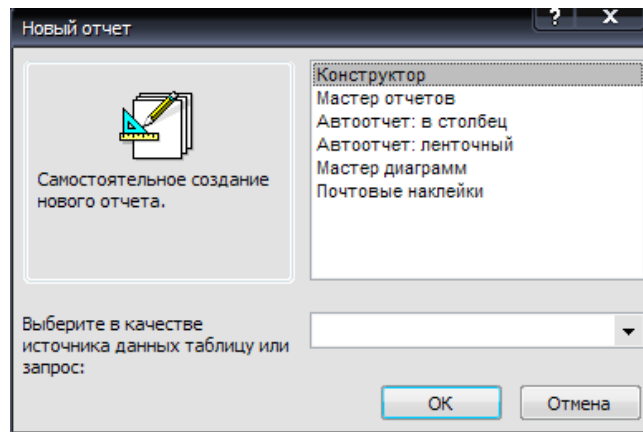 Новый отчет
? x
Конструктор
Мастер отчетов
Автоотчет: в столбец
Автоотчет: ленточный
Мастер диаграмм
Почтовые наклейки
Самостоятельное создание
нового отчета.
Выберите в качестве
источника данных таблицу или
запрос:
ОК
Отмена